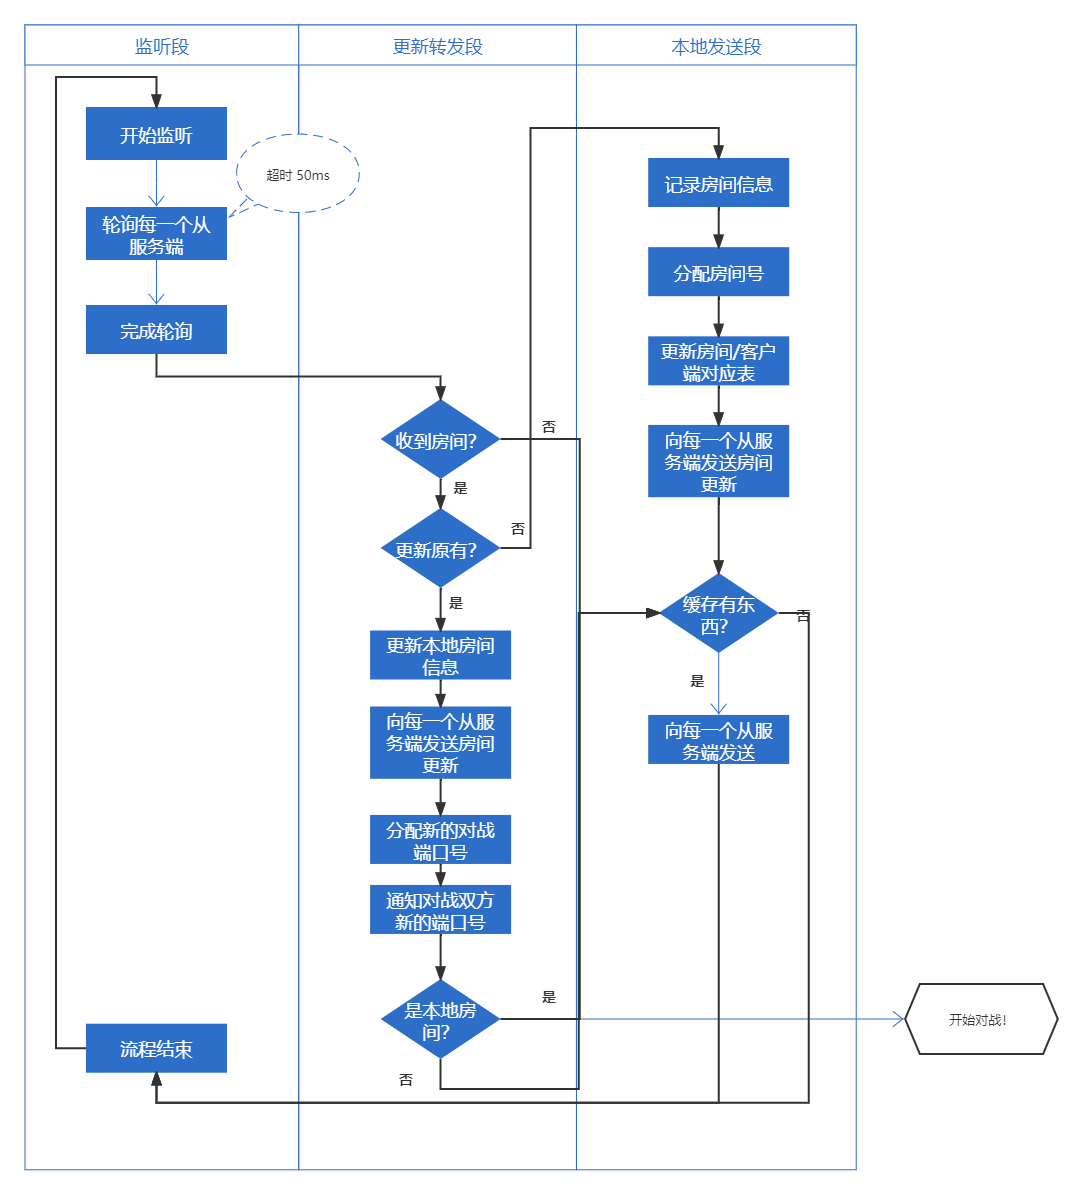 监听段
更新转发段
本地发送段
开始监听
超时 50ms
轮询每一个从
服务端
完成轮询
收到房间?
否
是
更新原有?
否
是
更新本地房间
信息
向每一个从服
务端发送房间
更新
分配新的对战
端口号
通知对战双方
新的端口号
是本地房
间?
是
否
记录房间信息
分配房间号
更新房间/客户
端对应表
向每一个从服
务端发送房间
更新
缓存有东
西?
否
是
向每一个从服
务端发送
开始对战!
流程结束